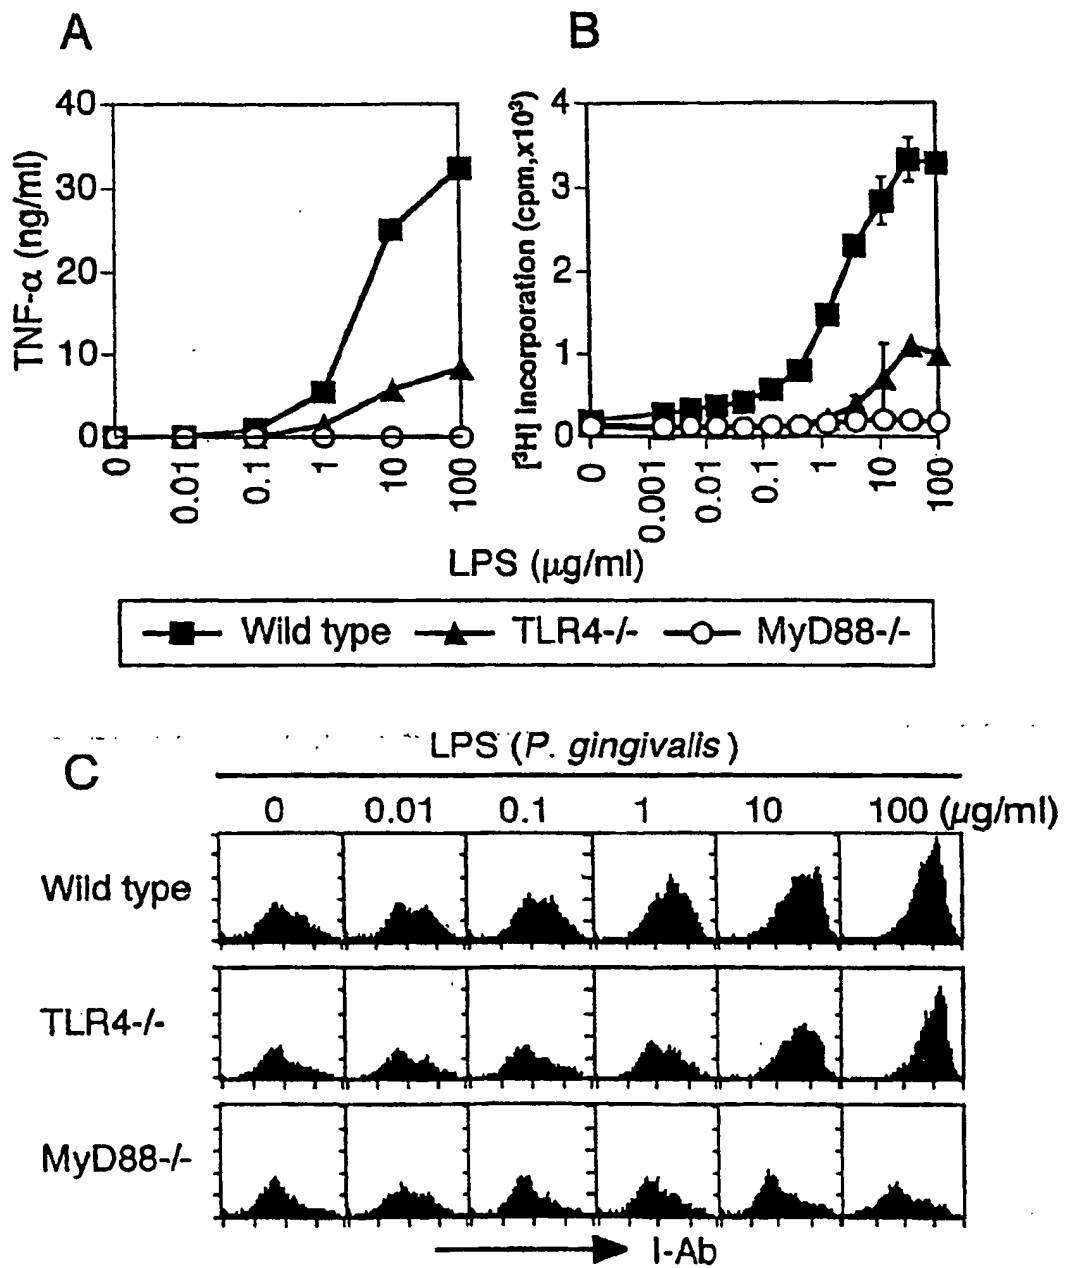 A
B
TNF-α (ng/ml)
40
30
20
10
0
0
0.01
0.1
1
10
100
[³H] incorporation (cpm,x10³)
4
3
2
1
0
0
0.001
0.01
0.1
1
10
100
LPS (μg/ml)
Wild type TLR4-/- MyD88-/-
C
LPS (P. gingivalis)
0 0.01 0.1 1 10 100 (μg/ml)
Wild type
TLR4-/-
MyD88-/-
I-Ab